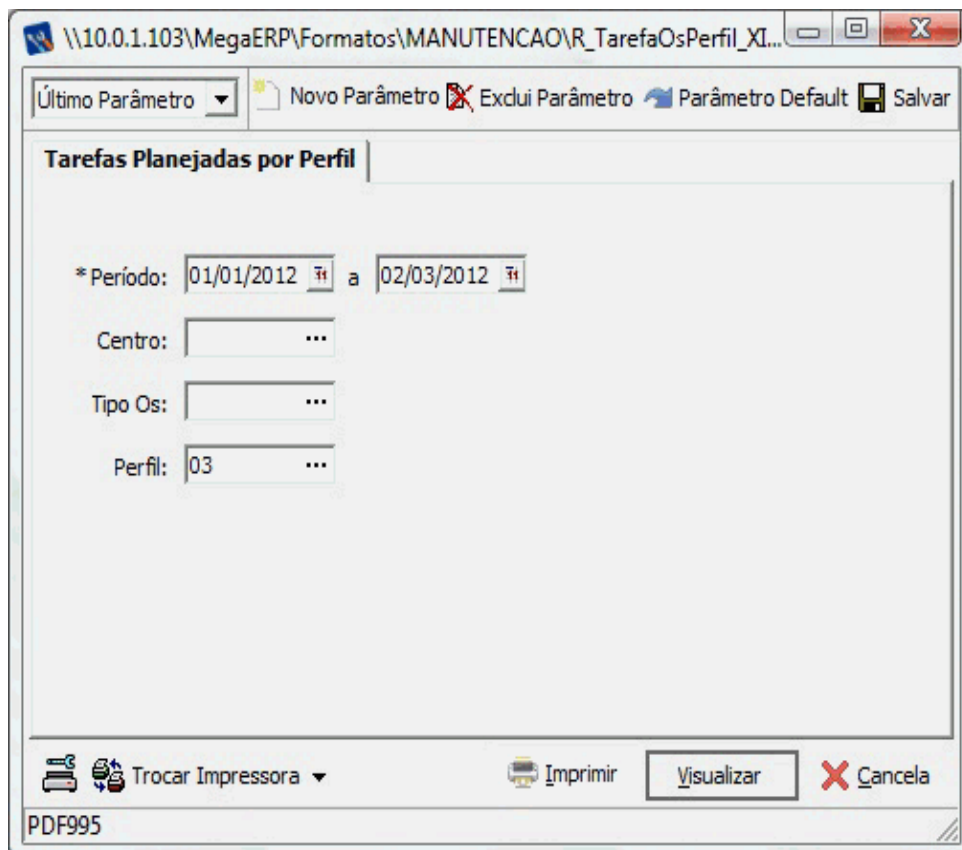 \\10.0.1.103\MegaERP\Formatos\MANUTENCAO\R_TarefaOsPerfil_XI...
Último Parâmetro Novo Parâmetro Exclui Parâmetro Parâmetro Default Salvar
Tarefas Planejadas por Perfil
* Período: 01/01/2012 a 02/03/2012
Centro: ...
Tipo Os: ...
Perfil: 03 ...
Trocar Impressora Imprimir Visualizar Cancela
PDF995